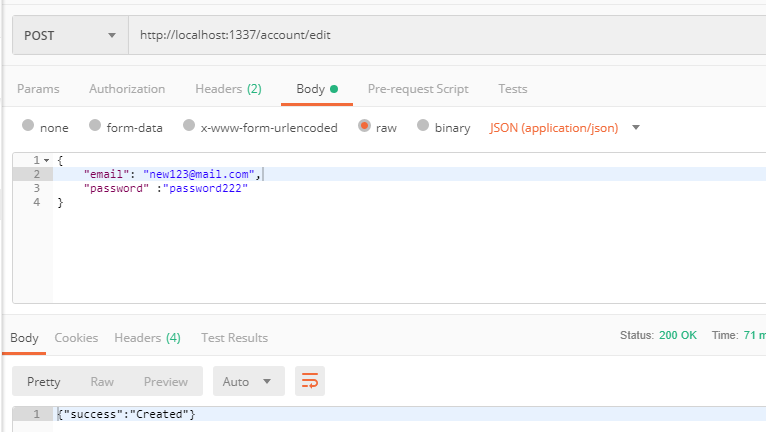 POST http://localhost:1337/account/edit
Params Authorization Headers (2) Body Pre-request Script Tests
none form-data x-www-form-urlencoded raw binary JSON (application/json)
1 {
2 "email": "new123@mail.com",
3 "password" :"password222"
4 }
Body Cookies Headers (4) Test Results Status: 200 OK Time: 71 m
Pretty Raw Preview Auto
1 {"success":"Created"}